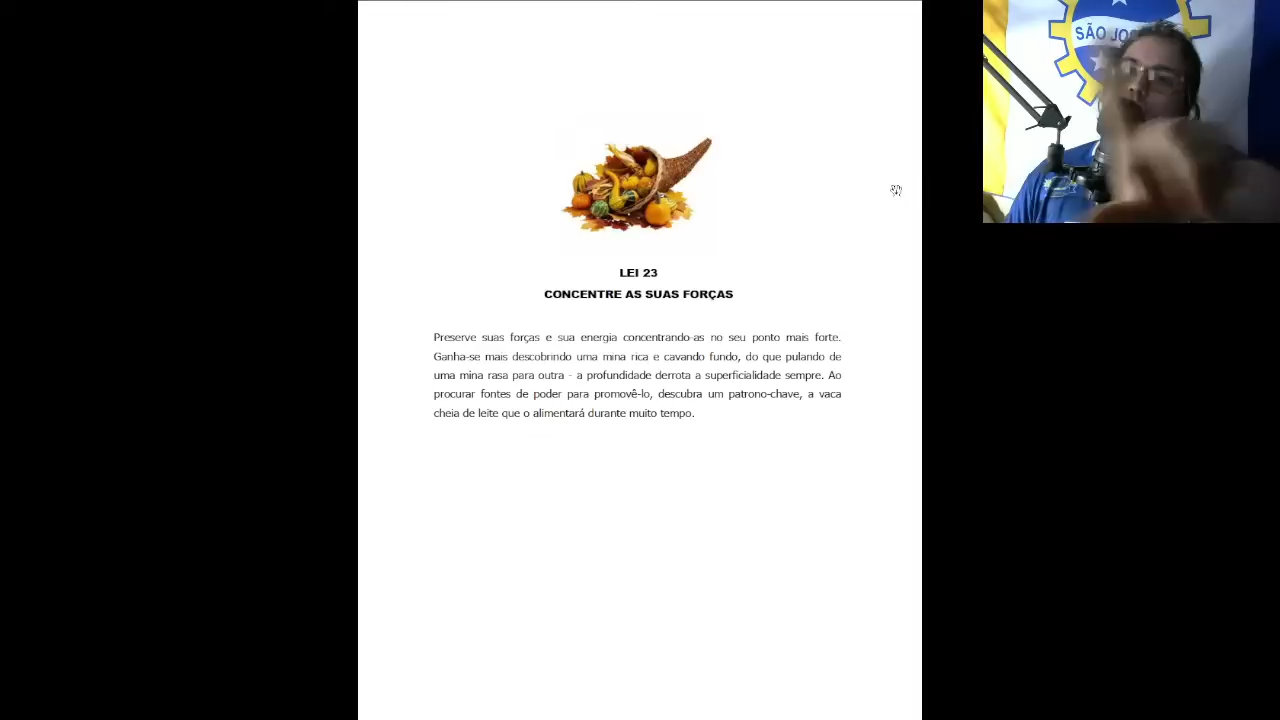 SÃO JO
LEI 23
CONCENTRE AS SUAS FORÇAS
Preserve suas forças e sua energia concentrando-as no seu ponto mais forte.
Ganha-se mais descobrindo uma mina rica e cavando fundo, do que pulando de
uma mina rasa para outra - a profundidade derrota a superficialidade sempre. Ao
procurar fontes de poder para promovê-lo, descubra um patrono-chave, a vaca
cheia de leite que o alimentará durante muito tempo.